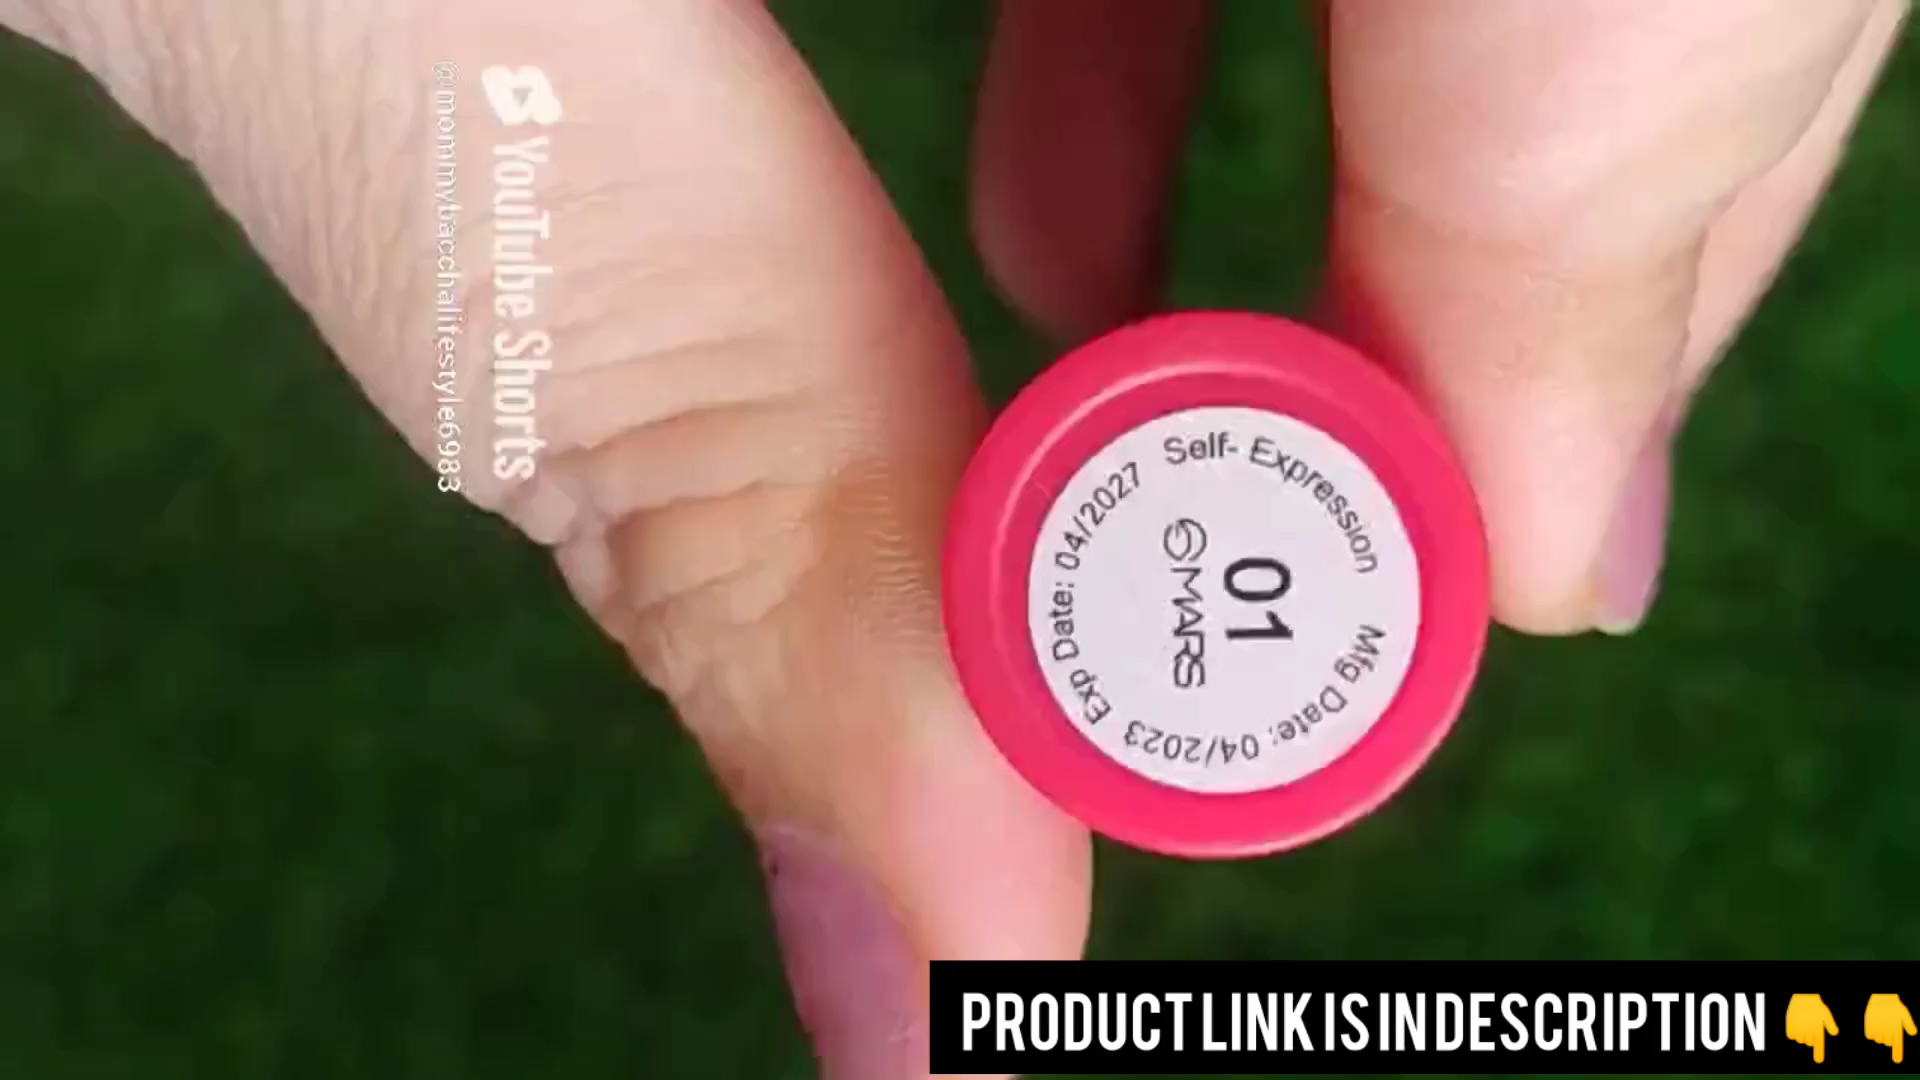 YouTube Shorts
@mommybacchalifestyle6983
Self- Expression
01
MARS
Mfg Date: 04/2023
Exp Date: 04/2027
PRODUCT LINK IS IN DESCRIPTION 👇 👇